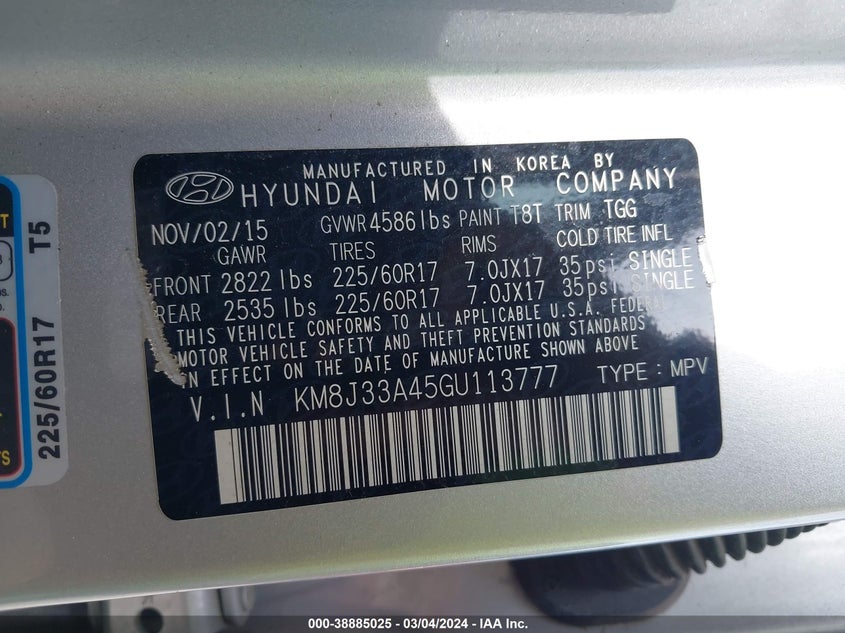 MANUFACTURED IN KOREA BY
HYUNDAI MOTOR COMPANY
NOV/02/15 GVWR 4586lbs PAINT T8T TRIM TGG
GAWR TIRES RIMS COLD TIRE INFL
FRONT 2822 lbs 225/60R17 7.0JX17 35psi SINGLE
REAR 2535 lbs 225/60R17 7.0JX17 35psi SINGLE
THIS VEHICLE CONFORMS TO ALL APPLICABLE U.S.A. FEDERAL
MOTOR VEHICLE SAFETY AND THEFT PREVENTION STANDARDS
IN EFFECT ON THE DATE OF MANUFACTURE SHOWN ABOVE
V.I.N KM8J33A45GU113777 TYPE : MPV
225/60R17 T5
000-38885025 - 03/04/2024 - IAA Inc.